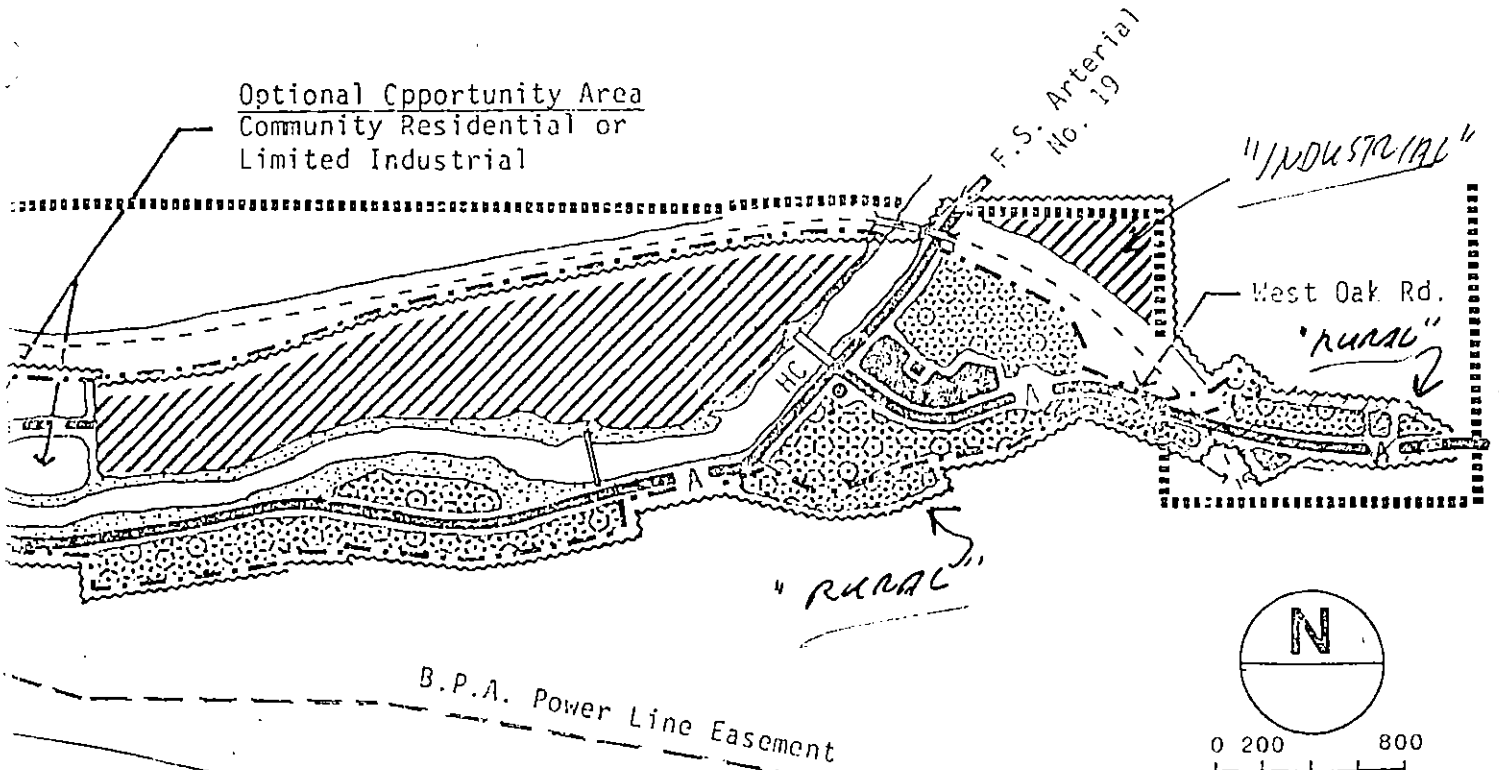 Optional Cpportunity Area
Community Residential or
Limited Industrial
F.S. Arterial
No. 19
"INDUSTRIAL"
West Oak Rd.
"RURAL"
HC
A
A
A
"RURAL"
B.P.A. Power Line Easement
N
0 200 800